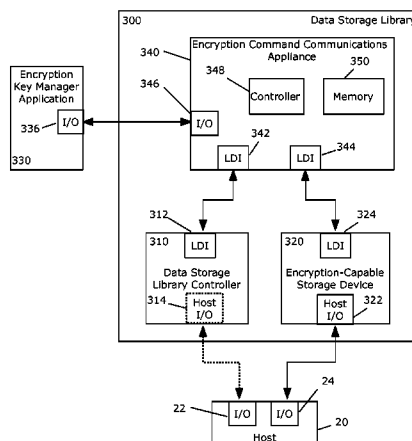 300
Data Storage Library
340
Encryption Command Communications
Appliance
348
350
Controller
Memory
346
I/O
342
344
LDI
LDI
Encryption
Key Manager
Application
336
I/O
330
312
324
310
LDI
320
LDI
Data Storage
Library Controller
Encryption-Capable
Storage Device
314
Host
I/O
Host
I/O
322
24
22
I/O
I/O
20
Host